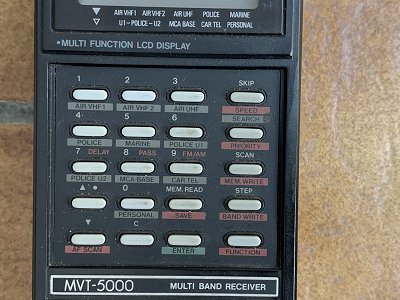 AIR VHF1 AIR VHF2 AIR UHF POLICE MARINE
U1 - POLICE - U2 MCA BASE CAR TEL PERSONAL
• MULTI FUNCTION LCD DISPLAY
1 2 3 SKIP
AIR VHF1 AIR VHF 2 AIR UHF SPEED
4 5 6 SEARCH
POLICE MARINE POLICE U1 PRIORITY
7 DELAY 8 PASS 9 FM/AM SCAN
POLICE U2 MCA BASE CAR TEL MEM. WRITE
▲ • 0 MEM. READ STEP
PERSONAL SAVE BAND WRITE
▼ C
AF SCAN ENTER FUNCTION
MVT-5000 MULTI BAND RECEIVER